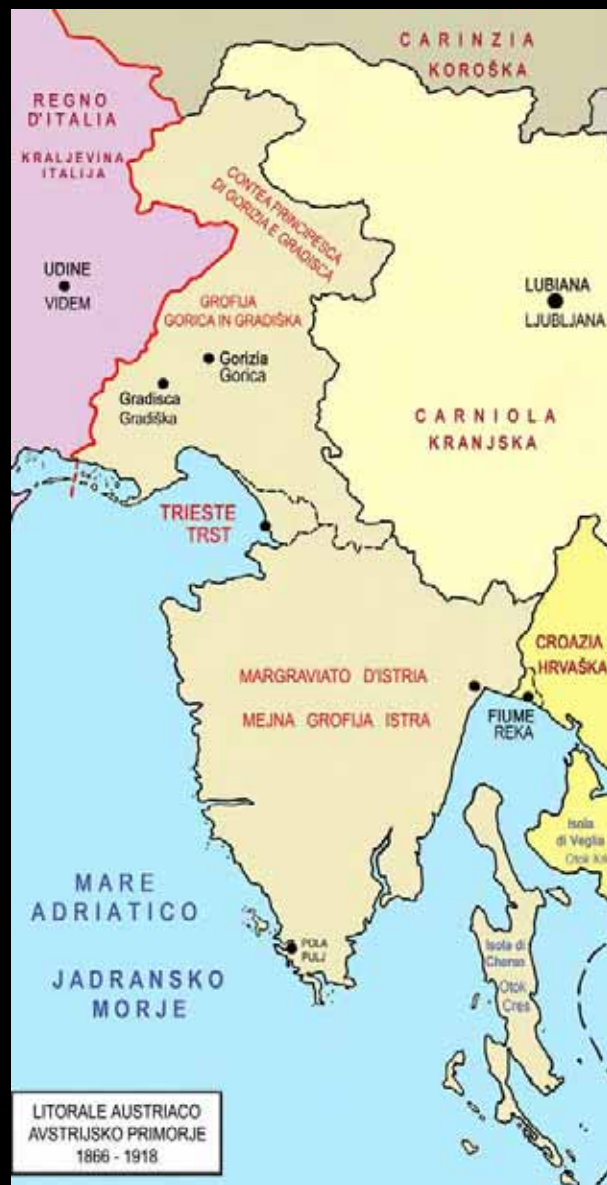 CARINZIA
KOROŠKA
REGNO
D'ITALIA
KRALJEVINA
ITALIJA
CONTEA PRINCIPESCA
DI GORIZIA E GRADISCA
UDINE
VIDEM
LUBIANA
LJUBLJANA
GROFIJA
GORICA IN GRADIŠKA
Gorizia
Gorica
Gradisca
Gradiška
CARNIOLA
KRANJSKA
TRIESTE
TRST
CROAZIA
HRVAŠKA
MARGRAVIATO D'ISTRIA
MEJNA GROFIJA ISTRA
FIUME
REKA
Isola
di Veglia
Otok Krk
MARE
ADRIATICO
JADRANSKO
MORJE
POLA
PULJ
Isola di
Cherso
Otok
Cres
LITORALE AUSTRIACO
AVSTRIJSKO PRIMORJE
1866 - 1918